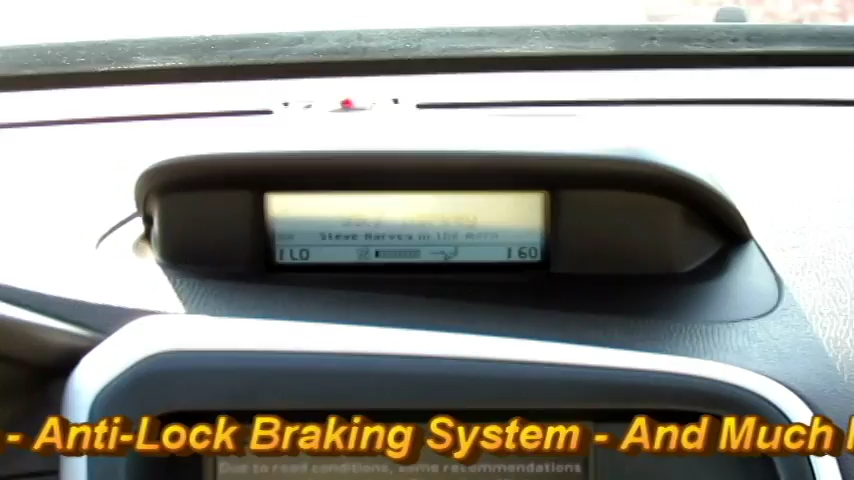 Steve Harvey in the Morn
LO
60
- Anti-Lock Braking System - And Much
Due to road conditions, some recommendations